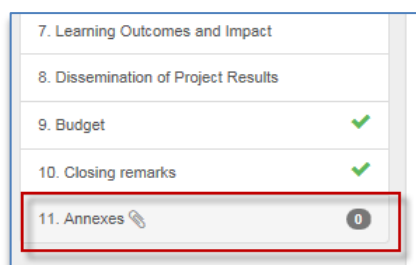 7. Learning Outcomes and Impact
8. Dissemination of Project Results
9. Budget
10. Closing remarks
11. Annexes 0